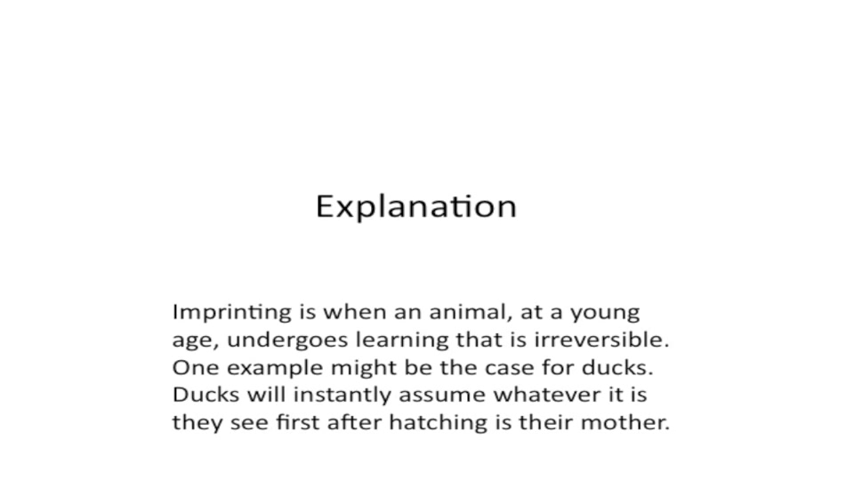 Explanation
Imprinting is when an animal, at a young
age, undergoes learning that is irreversible.
One example might be the case for ducks.
Ducks will instantly assume whatever it is
they see first after hatching is their mother.